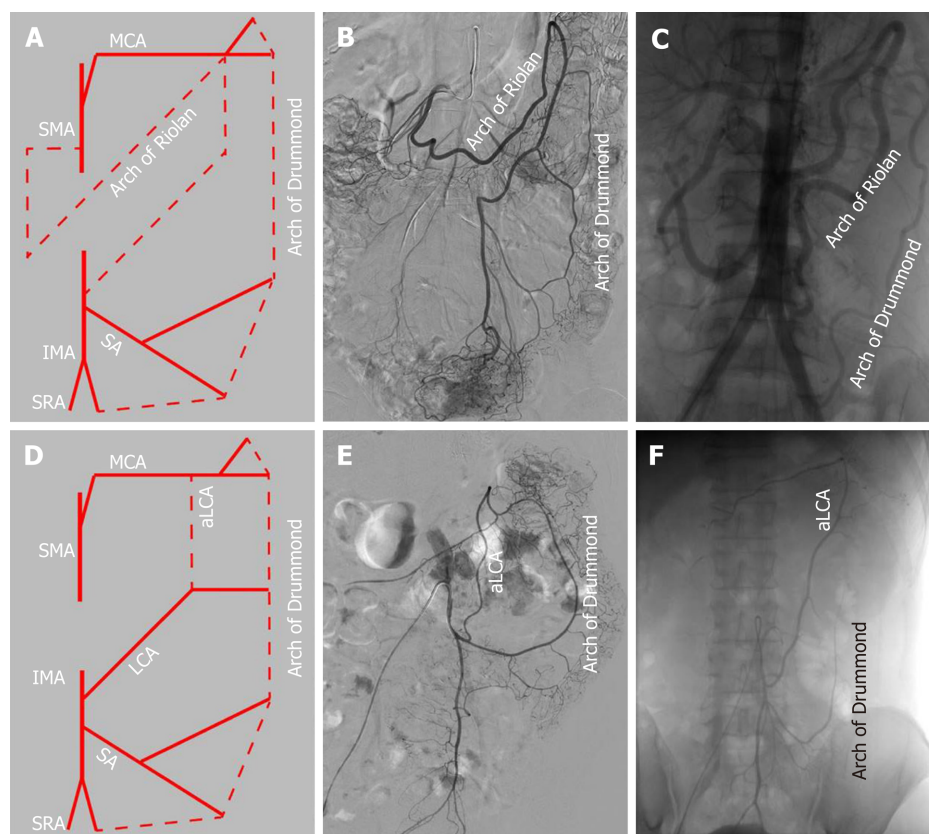 A
MCA
SMA
Arch of Riolan
Arch of Drummond
IMA
SA
SRA
B
Arch of Riolan
Arch of Drummond
C
Arch of Riolan
Arch of Drummond
D
MCA
aLCA
SMA
Arch of Drummond
LCA
IMA
SA
SRA
E
aLCA
Arch of Drummond
F
aLCA
Arch of Drummond